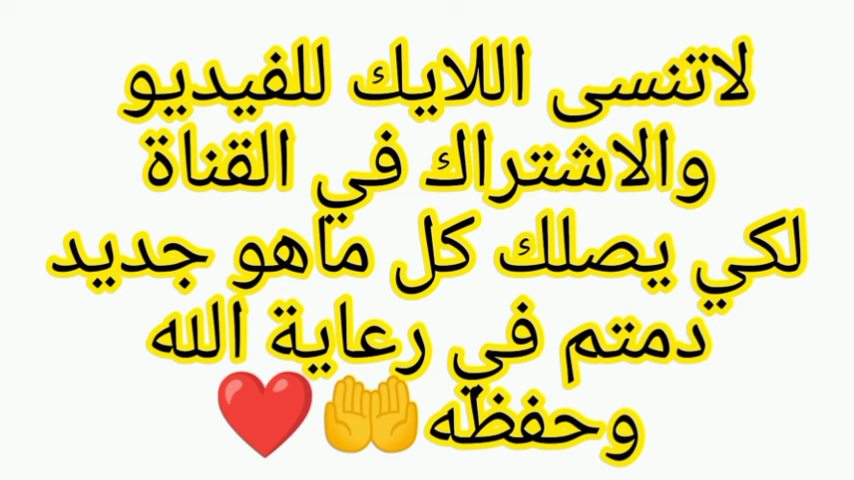 لاتنسى اللايك للفيديو
والاشتراك في القناة
لكي يصلك كل ماهو جديد
دمتم في رعاية الله
وحفظه🤲❤️